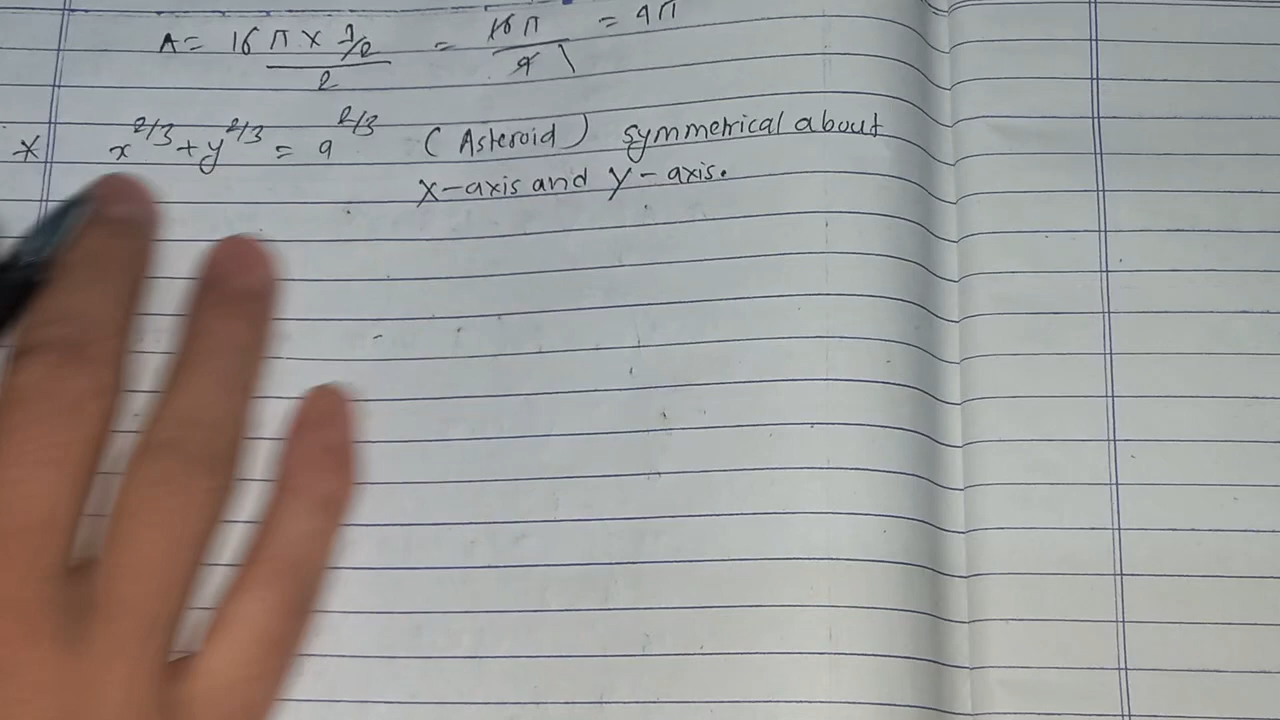 A = 16 π × 1/2 / 2 = 16π / 4 = 4π
* x^2/3 + y^2/3 = a^2/3 (Asteroid) symmetrical about
X-axis and Y-axis.